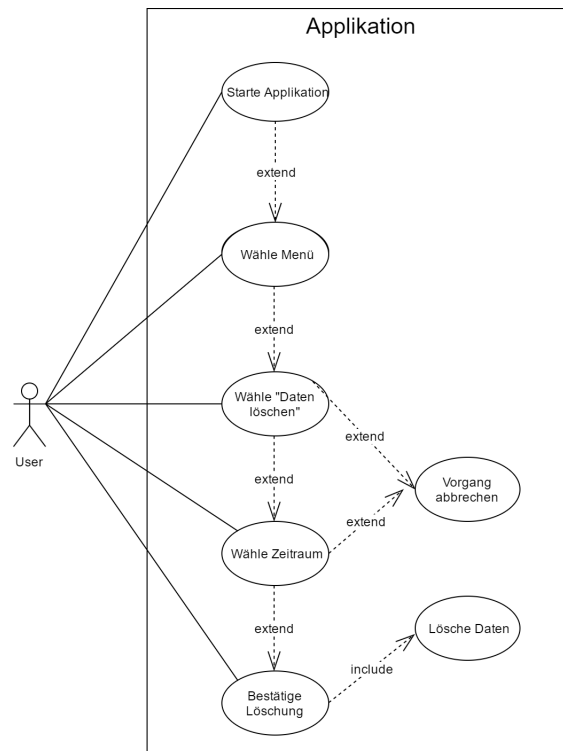 Applikation
Starte Applikation
extend
Wähle Menü
extend
Wähle "Daten
löschen"
extend
User
extend
Vorgang
abbrechen
extend
Wähle Zeitraum
extend
Lösche Daten
include
Bestätige
Löschung